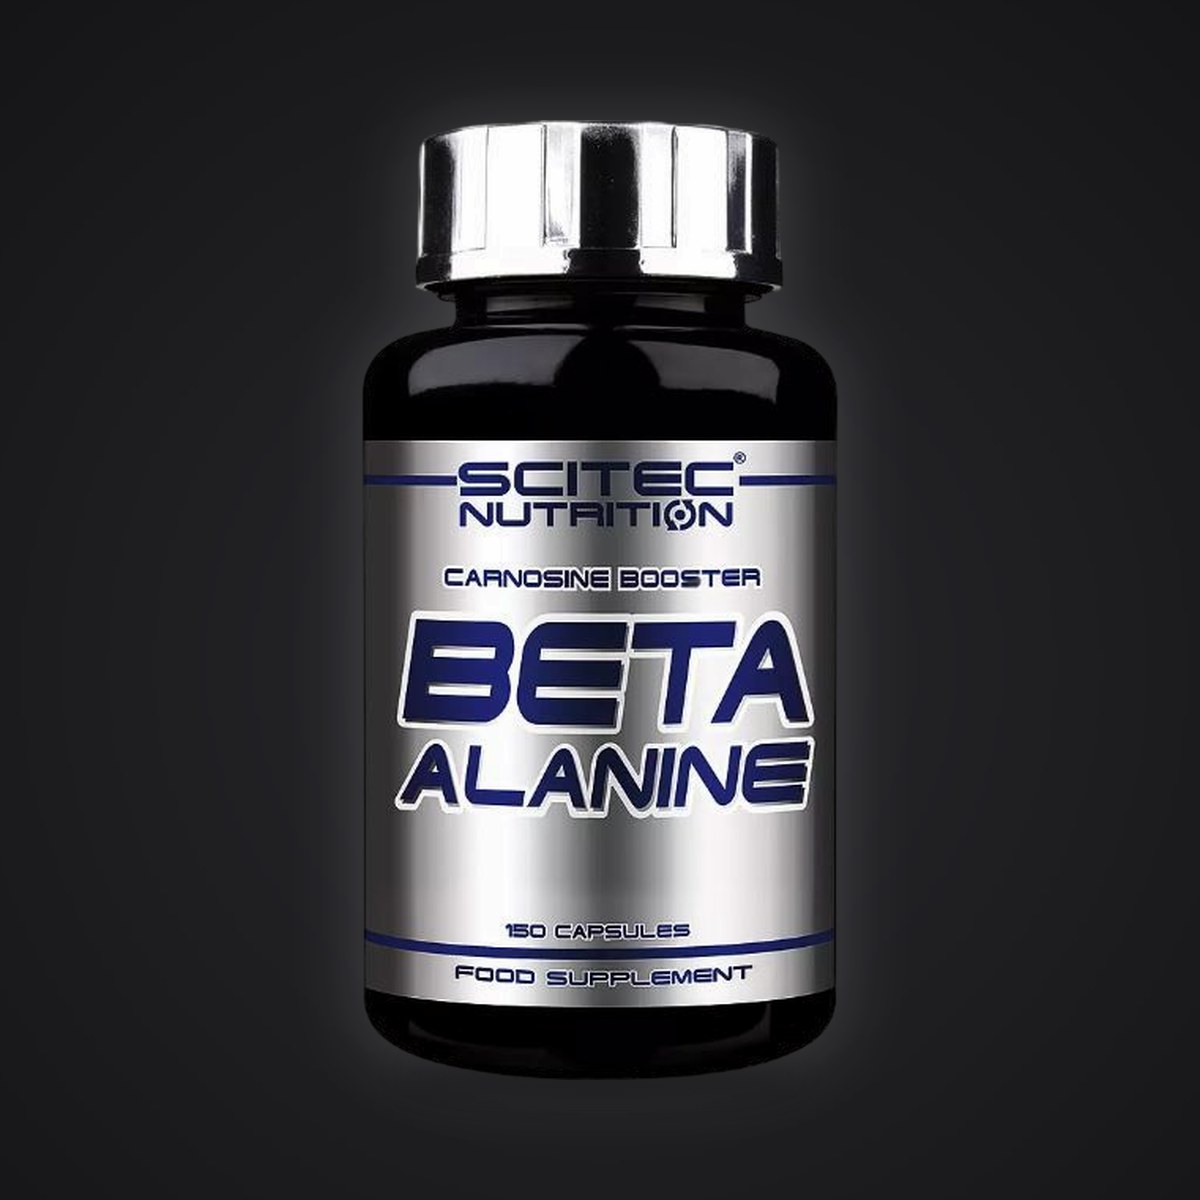 SCITEC®
NUTRITION
CARNOSINE BOOSTER
BETA
ALANINE
150 CAPSULES
FOOD SUPPLEMENT